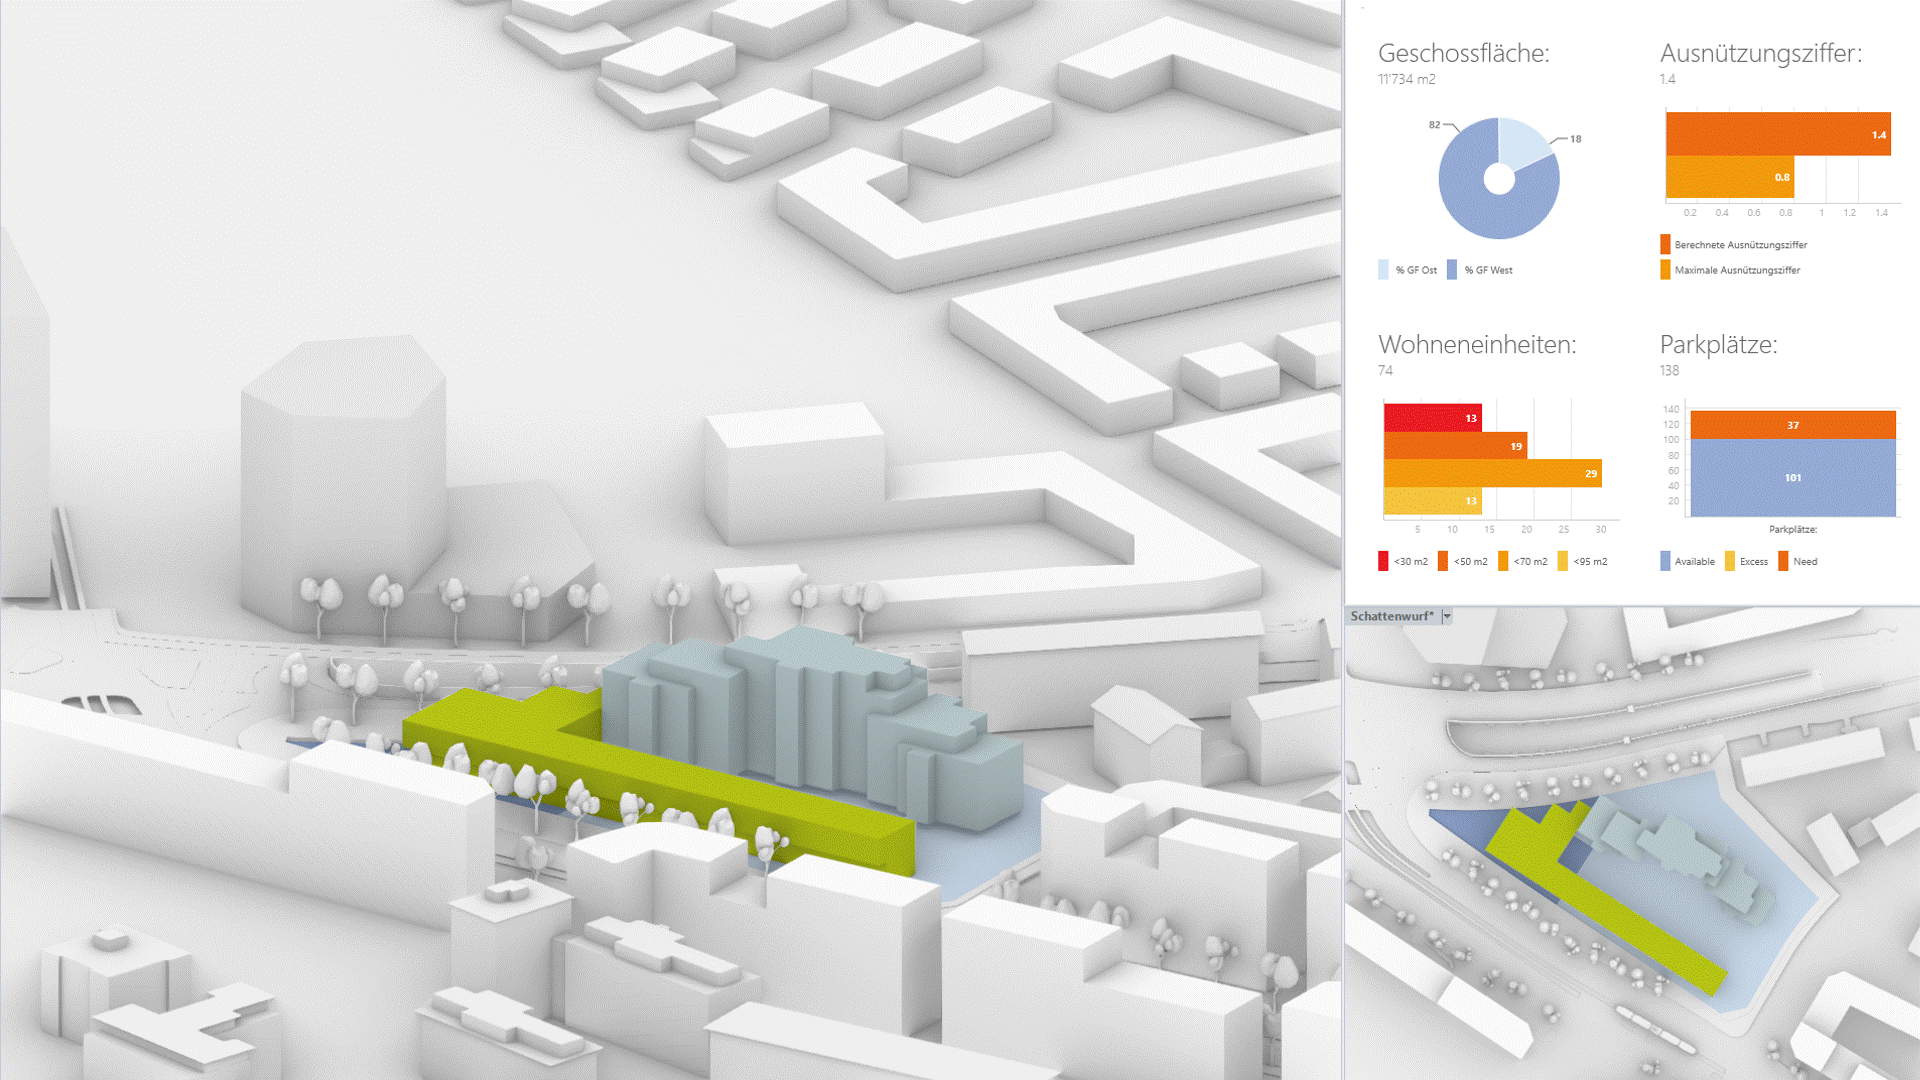 Geschossfläche:
11'734 m2
82
18
% GF Ost
% GF West
Ausnützungsziffer:
1.4
1.4
0.8
0.2 0.4 0.6 0.8 1 1.2 1.4
Berechnete Ausnützungsziffer
Maximale Ausnützungsziffer
Wohneneinheiten:
74
13
19
29
13
5 10 15 20 25 30
<30 m2 <50 m2 <70 m2 <95 m2
Parkplätze:
138
140
120
100
80
60
40
20
37
101
Parkplätze:
Available Excess Need
Schattenwurf*